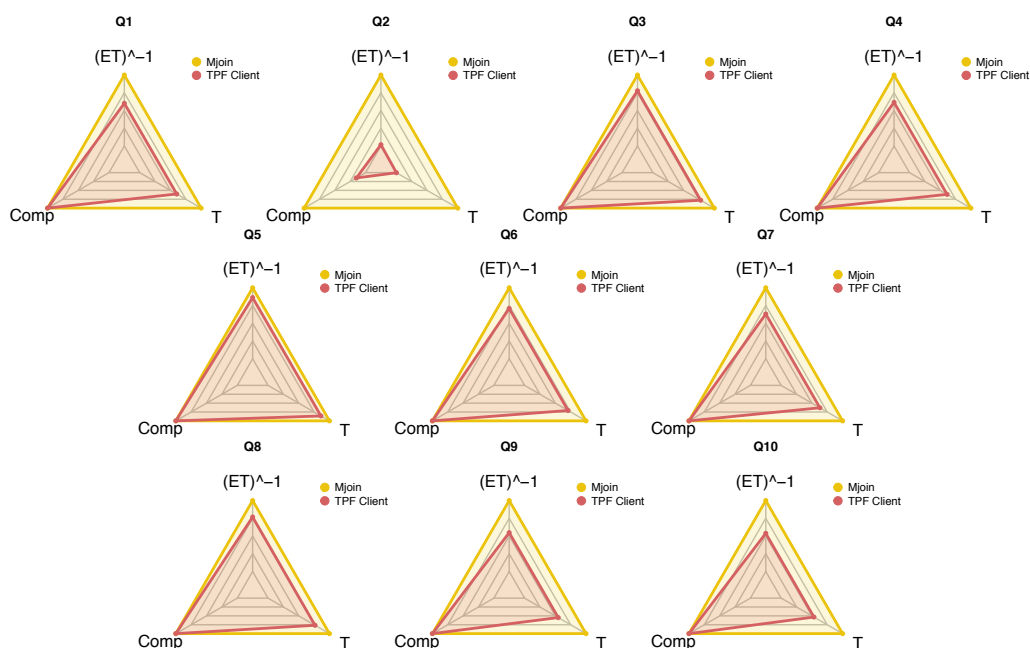 Q1
(ET)^−1
Mjoin
TPF Client
Comp
T
Q2
(ET)^−1
Mjoin
TPF Client
Comp
T
Q3
(ET)^−1
Mjoin
TPF Client
Comp
T
Q4
(ET)^−1
Mjoin
TPF Client
Comp
T
Q5
(ET)^−1
Mjoin
TPF Client
Comp
T
Q6
(ET)^−1
Mjoin
TPF Client
Comp
T
Q7
(ET)^−1
Mjoin
TPF Client
Comp
T
Q8
(ET)^−1
Mjoin
TPF Client
Comp
T
Q9
(ET)^−1
Mjoin
TPF Client
Comp
T
Q10
(ET)^−1
Mjoin
TPF Client
Comp
T